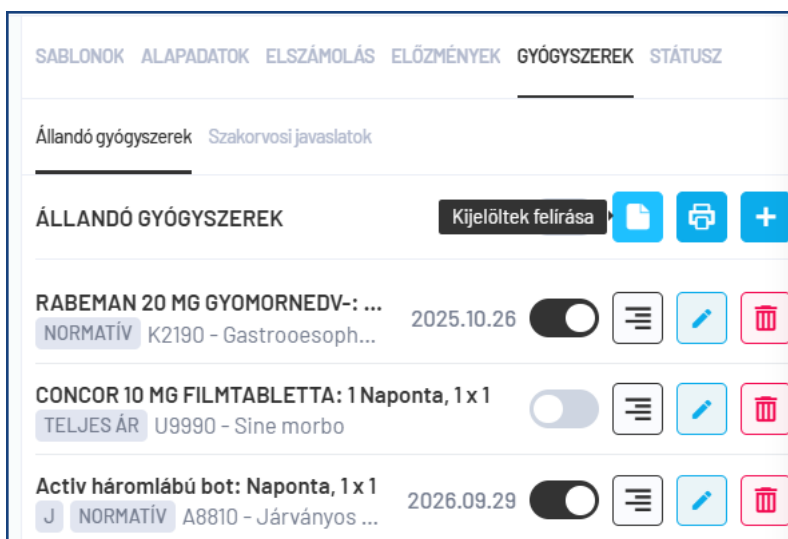 SABLONOK ALAPADATOK ELSZÁMOLÁS ELŐZMÉNYEK GYÓGYSZEREK STÁTUSZ
Állandó gyógyszerek Szakorvosi javaslatok
ÁLLANDÓ GYÓGYSZEREK Kijelöltek felírása
RABEMAN 20 MG GYOMORNEDV-: ... 2025.10.26
NORMATÍV K2190 - Gastrooesoph...
CONCOR 10 MG FILMTABLETTA: 1 Naponta, 1 x 1
TELJES ÁR U9990 - Sine morbo
Activ háromlábú bot: Naponta, 1 x 1 2026.09.29
J NORMATÍV A8810 - Járványos ...